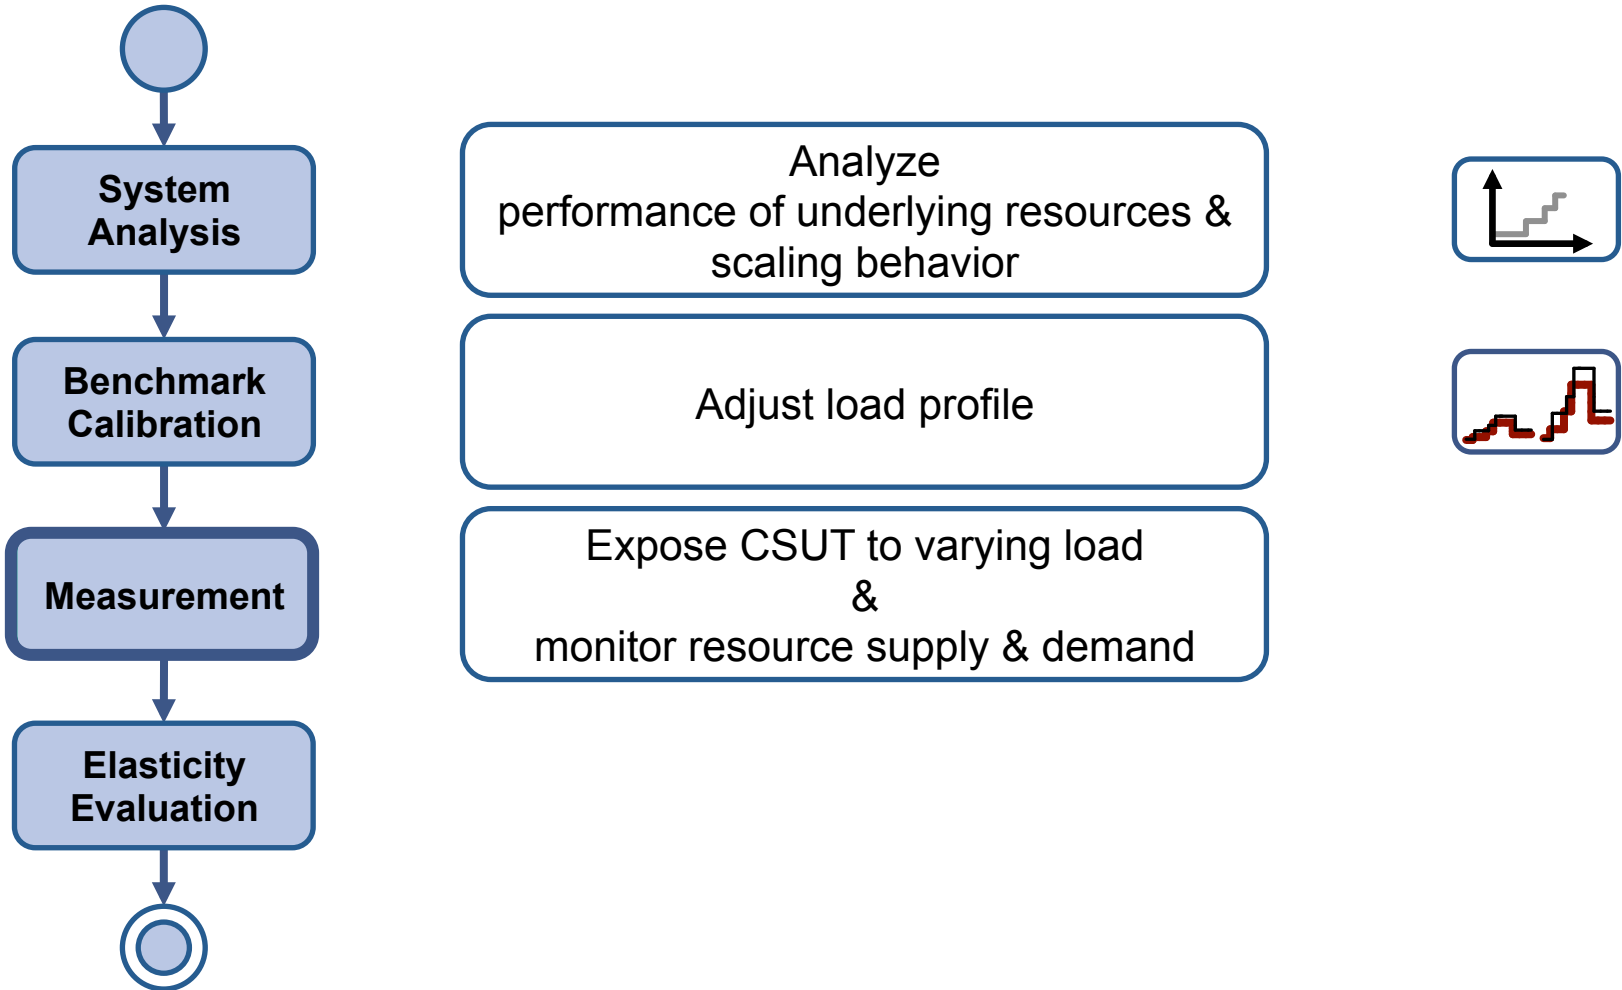 System
Analysis
Analyze
performance of underlying resources &
scaling behavior
Benchmark
Calibration
Adjust load profile
Measurement
Expose CSUT to varying load
&
monitor resource supply & demand
Elasticity
Evaluation